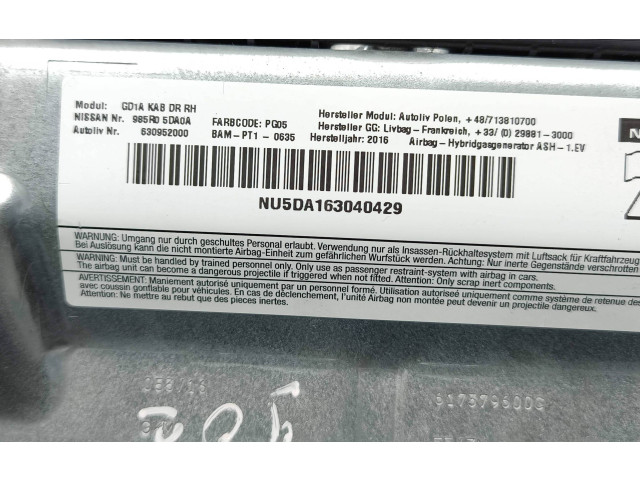 Modul: GD1A KAB DR RH
NISSAN Nr. 985R0 5DA0A FARBCODE: PG05 Hersteller Modul: Autoliv Polen, +48/713810700
Autoliv Nr. 630952000 BAM-PT1-0635 Hersteller GG: Livbag-Frankreich, +33/(0) 29881-3000
Herstelljahr: 2016 Airbag-Hybridgasgenerator ASH-1.EV
NU5DA163040429
WARNUNG: Umgang nur durch geschultes Personal erlaubt. Verwendung nur als Insassen-Rückhaltesystem mit Luftsack für Kraftfahrzeug
Bei Auslösung kann die nicht montierte Airbag-Einheit zum gefährlichen Wurfstück werden. Achtung: Nur inerte Gegenstände verschrotten
WARNING: Must be handled by trained personnel only. Only use as passenger restraint-system with airbag in cars.
The airbag unit can become a dangerous projectile if triggered when not fitted. Attention: Only scrap inert components.
AVERTISSEMENT: Maniement autorisé uniquement par un personnel formé. Utilisation autorisée uniquement comme système de retenue des
avec coussin gonflable pour véhicules. En cas de déclenchement, l'unité Airbag non montée peut devenir un projectile dangereux.
Attention: Ne mettre au rebut que des pieces inertes.